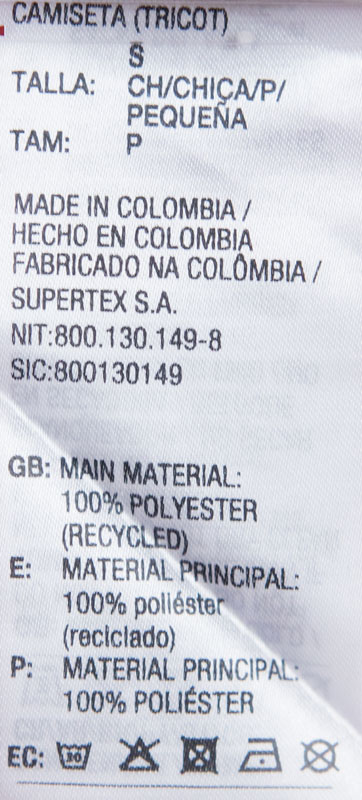 CAMISETA (TRICOT)
S
TALLA: CH/CHICA/P/
PEQUEÑA
TAM: P
MADE IN COLOMBIA /
HECHO EN COLOMBIA
FABRICADO NA COLÔMBIA /
SUPERTEX S.A.
NIT:800.130.149-8
SIC:800130149
GB: MAIN MATERIAL:
100% POLYESTER
(RECYCLED)
E: MATERIAL PRINCIPAL:
100% poliéster
(reciclado)
P: MATERIAL PRINCIPAL:
100% POLIÉSTER
EC: 30